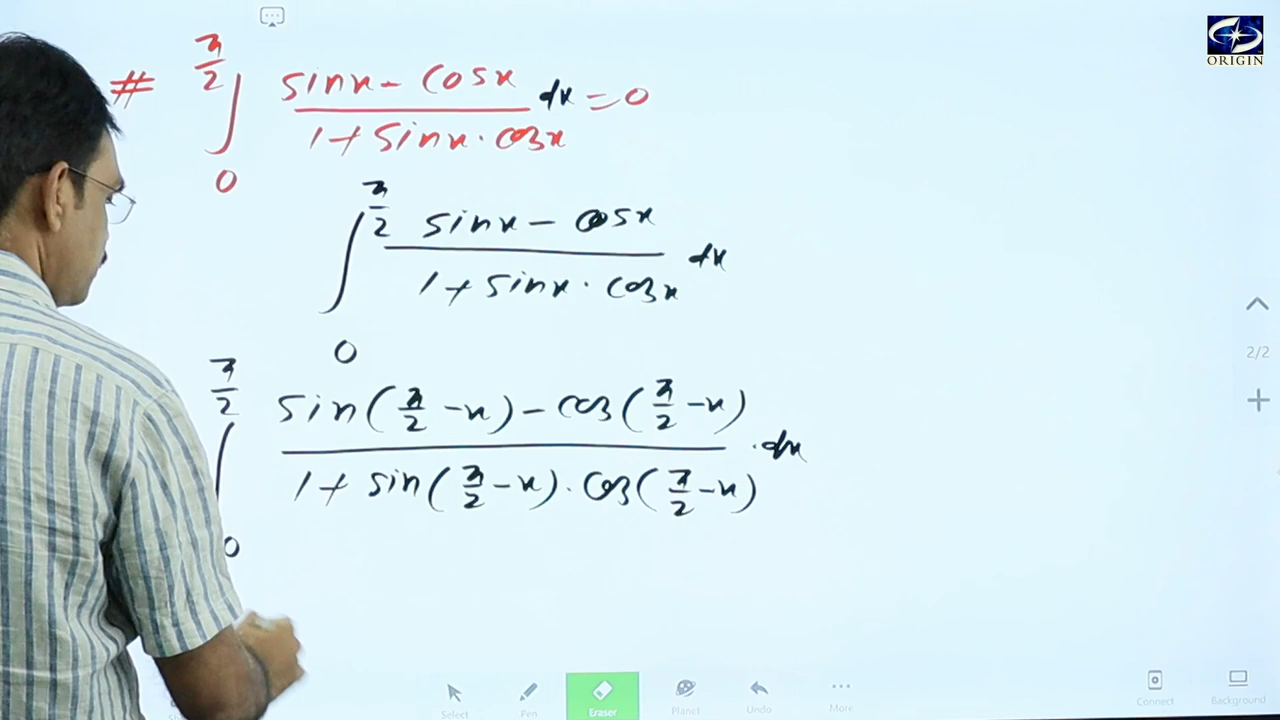 ORIGIN
# ∫₀^(π/2) (sinx - cosx)/(1 + sinx · cosx) dx = 0
∫₀^(π/2) (sinx - cosx)/(1 + sinx · cosx) dx
∫₀^(π/2) (sin(π/2 - x) - cos(π/2 - x))/(1 + sin(π/2 - x) · cos(π/2 - x)) · dx
2/2
Select Pen Eraser Planet Undo More Connect Background